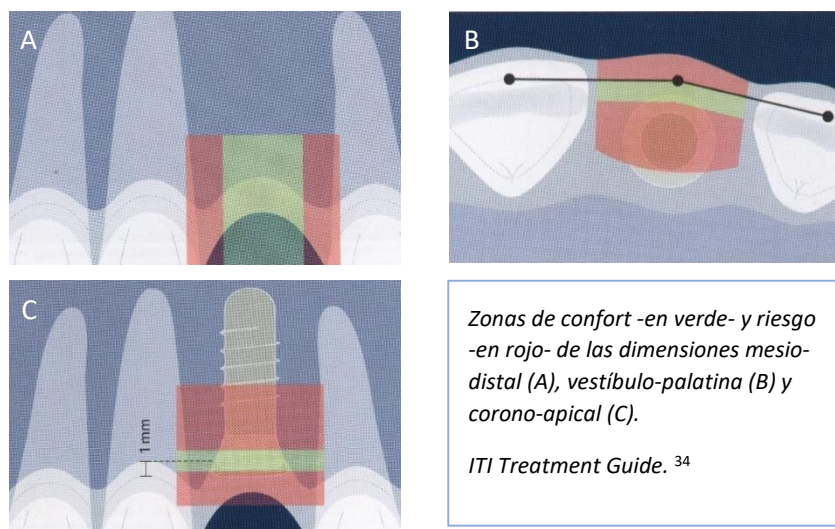 A
B
C
1 mm
Zonas de confort -en verde- y riesgo
-en rojo- de las dimensiones mesio-
distal (A), vestíbulo-palatina (B) y
corono-apical (C).
ITI Treatment Guide. 34